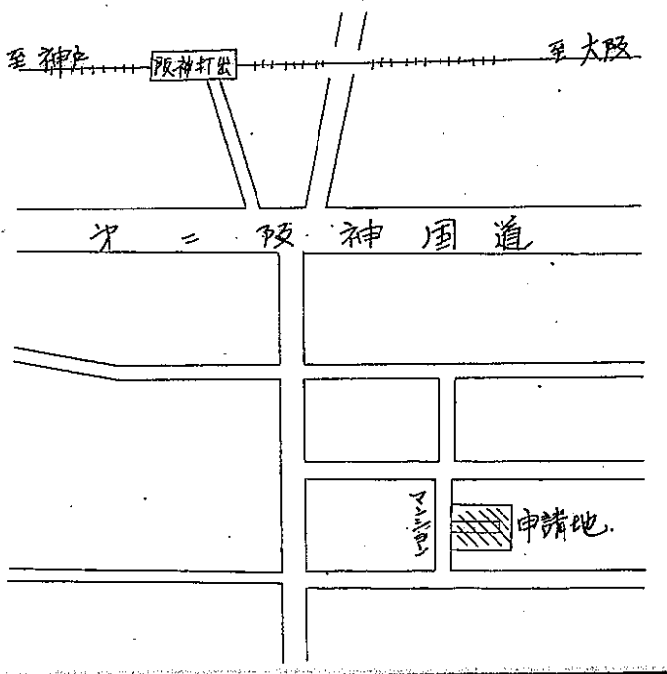 至神戸
阪神打出
至大阪
才二阪神国道
マンション
申請地.